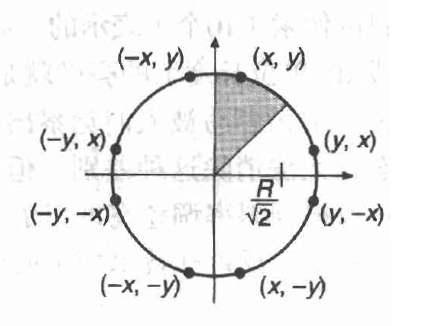 (−x, y) (x, y)
(−y, x) (y, x)
R
√2
(−y, −x) (y, −x)
(−x, −y) (x, −y)